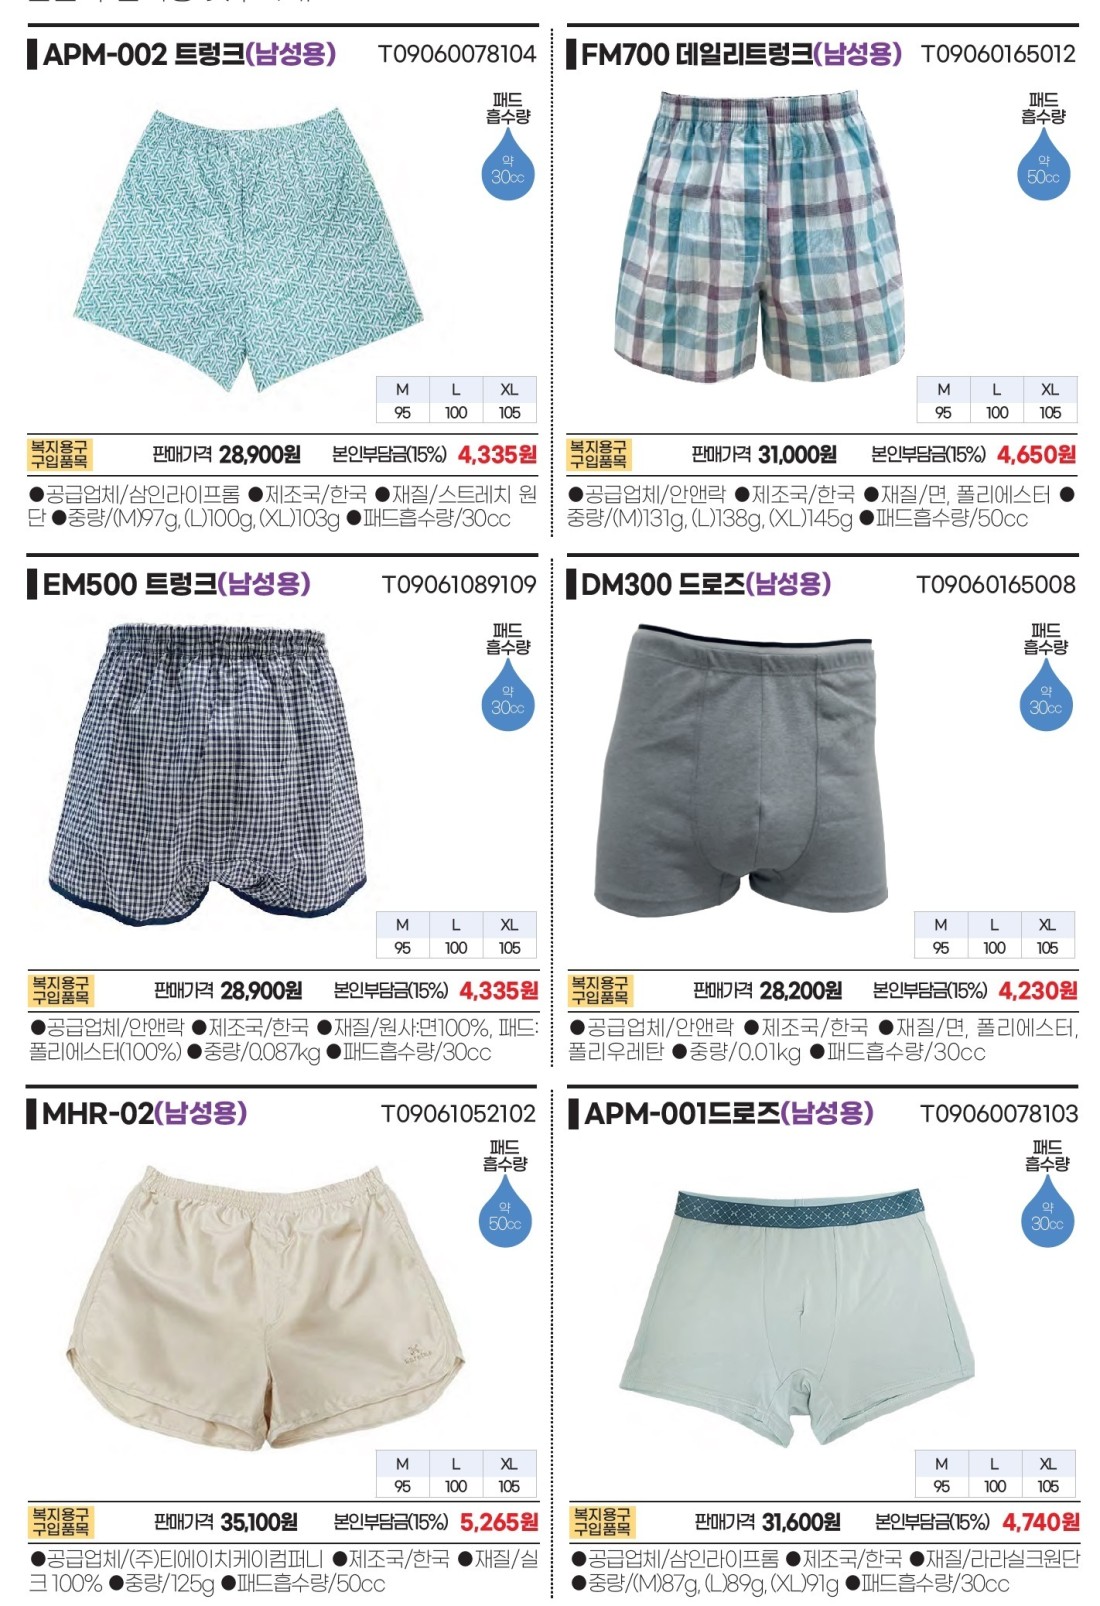 APM-002 트렁크(남성용) T09060078104
패드
흡수량
약
30cc
M L XL
95 100 105
복지용구
구입품목
판매가격 28,900원 본인부담금(15%) 4,335원
●공급업체/삼인라이프롬 ●제조국/한국 ●재질/스트레치 원
단 ●중량/(M)97g, (L)100g, (XL)103g ●패드흡수량/30cc
FM700 데일리트렁크(남성용) T09060165012
패드
흡수량
약
50cc
M L XL
95 100 105
복지용구
구입품목
판매가격 31,000원 본인부담금(15%) 4,650원
●공급업체/안앤락 ●제조국/한국 ●재질/면, 폴리에스터 ●
중량/(M)131g, (L)138g, (XL)145g ●패드흡수량/50cc
EM500 트렁크(남성용) T09061089109
패드
흡수량
약
30cc
M L XL
95 100 105
복지용구
구입품목
판매가격 28,900원 본인부담금(15%) 4,335원
●공급업체/안앤락 ●제조국/한국 ●재질/원사:면100%, 패드:
폴리에스터(100%) ●중량/0.087kg ●패드흡수량/30cc
DM300 드로즈(남성용) T09060165008
패드
흡수량
약
30cc
M L XL
95 100 105
복지용구
구입품목
판매가격 28,200원 본인부담금(15%) 4,230원
●공급업체/안앤락 ●제조국/한국 ●재질/면, 폴리에스터,
폴리우레탄 ●중량/0.01kg ●패드흡수량/30cc
MHR-02(남성용) T09061052102
패드
흡수량
약
50cc
M L XL
95 100 105
복지용구
구입품목
판매가격 35,100원 본인부담금(15%) 5,265원
●공급업체/(주)티에이치케이컴퍼니 ●제조국/한국 ●재질/실
크 100% ●중량/125g ●패드흡수량/50cc
APM-001드로즈(남성용) T09060078103
패드
흡수량
약
30cc
M L XL
95 100 105
복지용구
구입품목
판매가격 31,600원 본인부담금(15%) 4,740원
●공급업체/삼인라이프롬 ●제조국/한국 ●재질/라라실크원단
●중량/(M)87g, (L)89g, (XL)91g ●패드흡수량/30cc